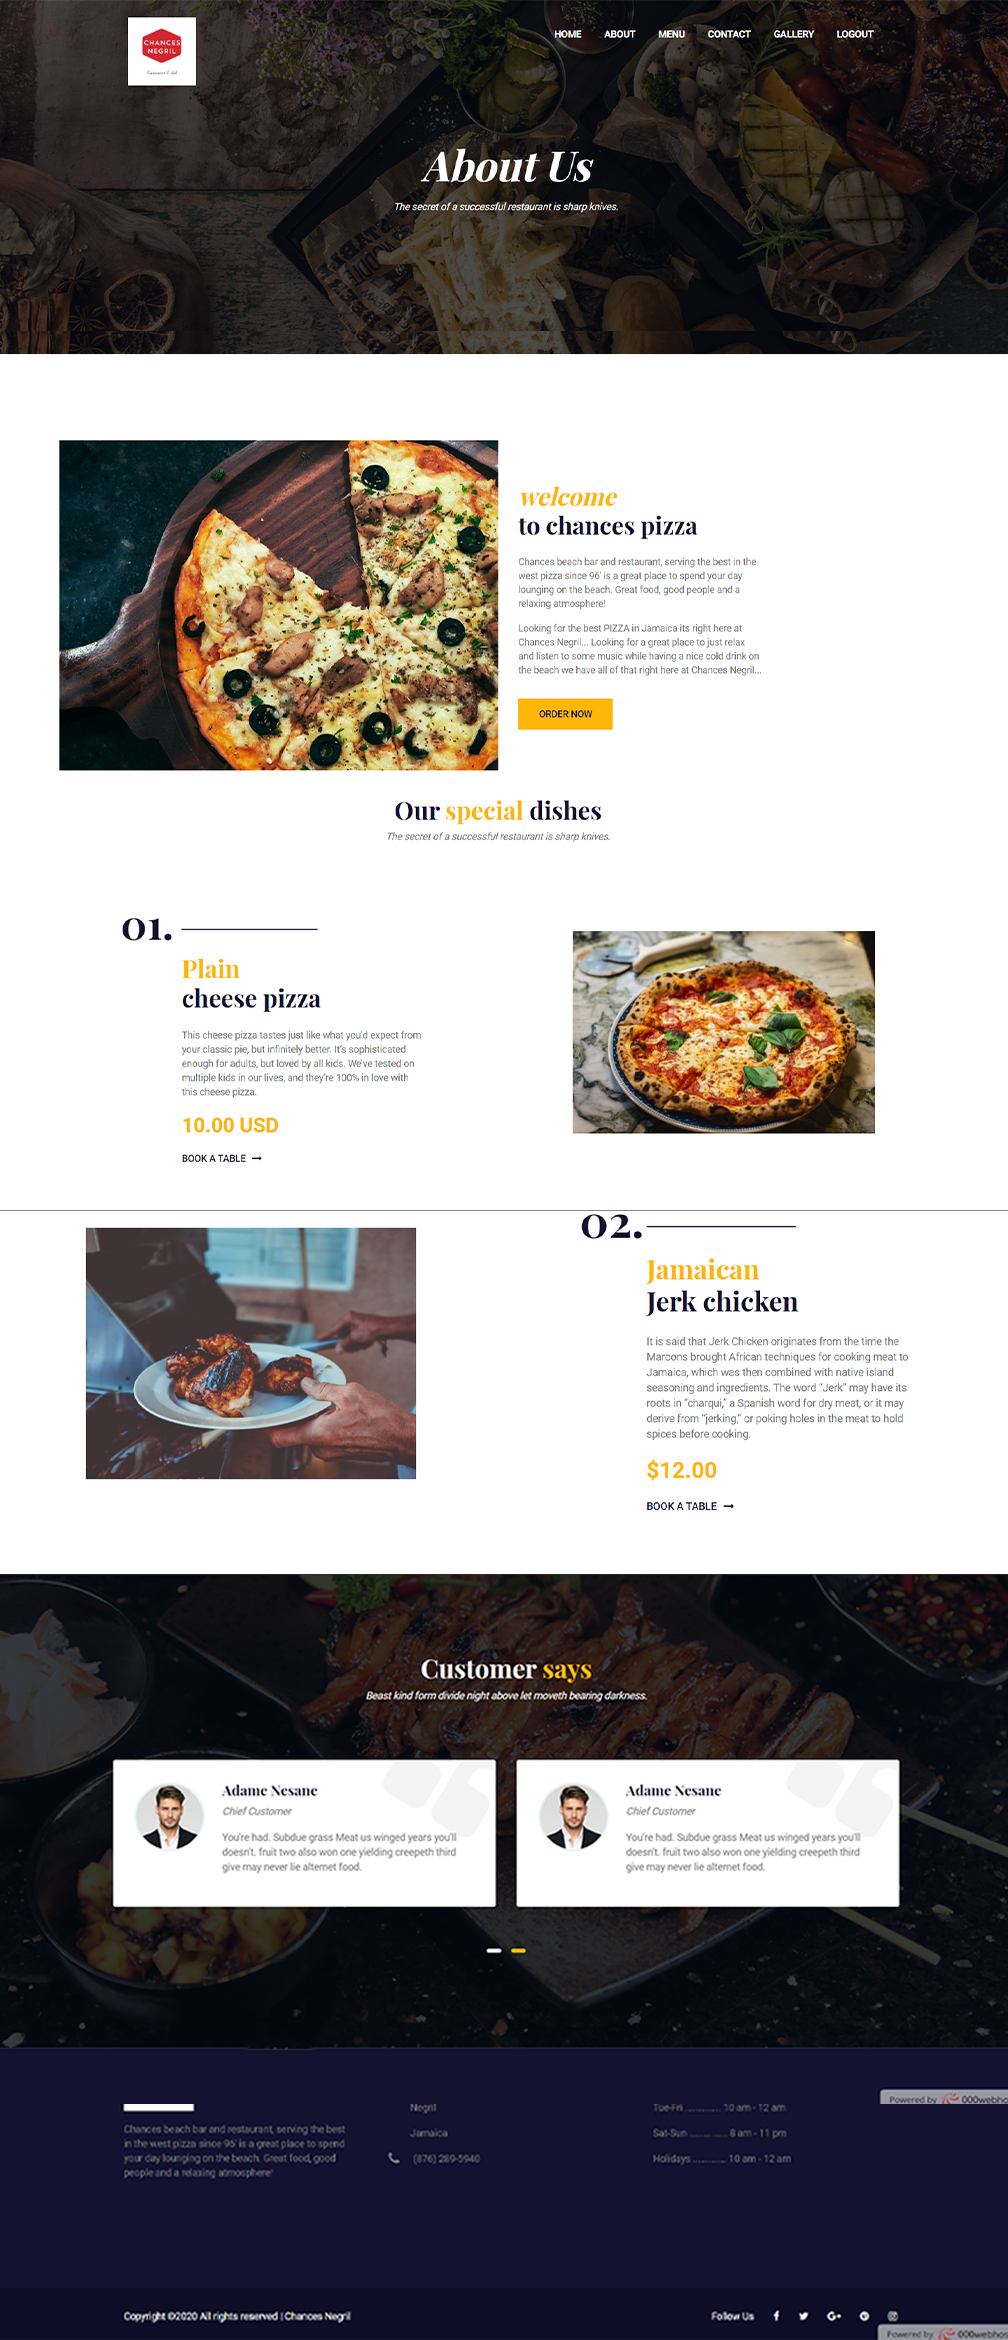 CHANCES
NEGRIL
HOME ABOUT MENU CONTACT GALLERY LOGOUT
About Us
The secret of a successful restaurant is sharp knives.
welcome
to chances pizza
Chances beach bar and restaurant, serving the best in the
west pizza since 96' is a great place to spend your day
lounging on the beach. Great food, good people and a
relaxing atmosphere!
Looking for the best PIZZA in Jamaica its right here at
Chances Negril... Looking for a great place to just relax
and listen to some music while having a nice cold drink on
the beach we have all of that right here at Chances Negril...
ORDER NOW
Our special dishes
The secret of a successful restaurant is sharp knives.
01.
Plain
cheese pizza
This cheese pizza tastes just like what you'd expect from
your classic pie, but infinitely better. It's sophisticated
enough for adults, but loved by all kids. We've tested on
multiple kids in our lives, and they're 100% in love with
this cheese pizza.
10.00 USD
BOOK A TABLE
02.
Jamaican
Jerk chicken
It is said that Jerk Chicken originates from the time the
Maroons brought African techniques for cooking meat to
Jamaica, which was then combined with native island
seasoning and ingredients. The word “Jerk” may have its
roots in “charqui,” a Spanish word for dry meat, or it may
derive from “jerking,” or poking holes in the meat to hold
spices before cooking.
$12.00
BOOK A TABLE
Customer says
Beast kind form divide night above let moveth bearing darkness.
Adame Nesane
Chief Customer
You're had. Subdue grass Meat us winged years you'll
doesn't. fruit two also won one yielding creepeth third
give may never lie alternet food.
Adame Nesane
Chief Customer
You're had. Subdue grass Meat us winged years you'll
doesn't. fruit two also won one yielding creepeth third
give may never lie alternet food.
Chances beach bar and restaurant, serving the best
in the west pizza since 96' is a great place to spend
your day lounging on the beach. Great food, good
people and a relaxing atmosphere!
Negril
Jamaica
(876) 289-5940
Tue-Fri .............. 10 am - 12 am
Sat-Sun .............. 8 am - 11 pm
Holidays ............. 10 am - 12 am
Powered by 000webho
Copyright ©2020 All rights reserved | Chances Negril
Follow Us
Powered by 000webhos